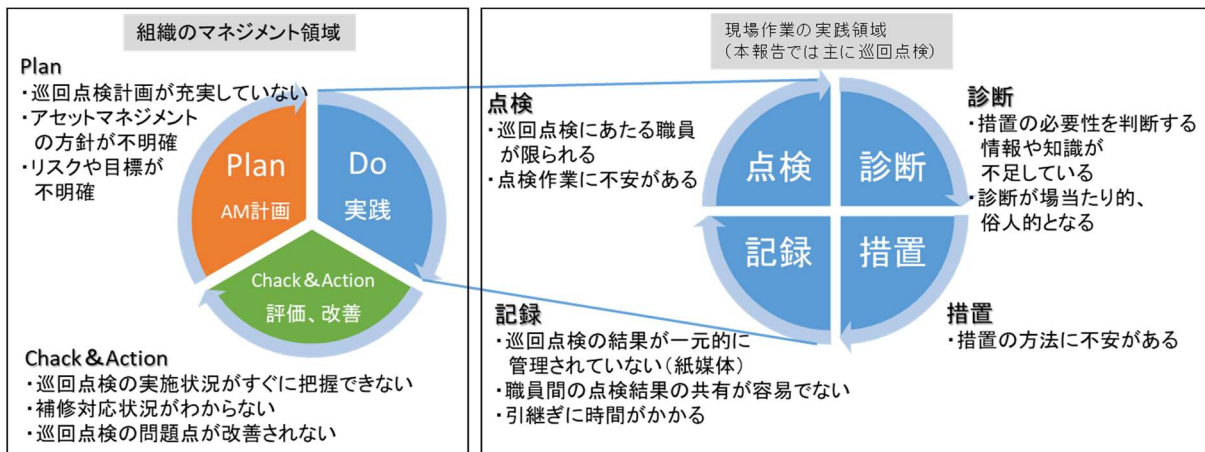 組織のマネジメント領域
Plan
・巡回点検計画が充実していない
・アセットマネジメント
の方針が不明確
・リスクや目標が
不明確
Plan
AM計画
Do
実践
Chack&Action
評価、改善
Chack&Action
・巡回点検の実施状況がすぐに把握できない
・補修対応状況がわからない
・巡回点検の問題点が改善されない
現場作業の実践領域
(本報告では主に巡回点検)
点検
・巡回点検にあたる職員
が限られる
・点検作業に不安がある
点検
診断
記録
措置
診断
・措置の必要性を判断する
情報や知識が
不足している
・診断が場当たり的、
俗人的となる
措置
・措置の方法に不安がある
記録
・巡回点検の結果が一元的に
管理されていない(紙媒体)
・職員間の点検結果の共有が容易でない
・引継ぎに時間がかかる